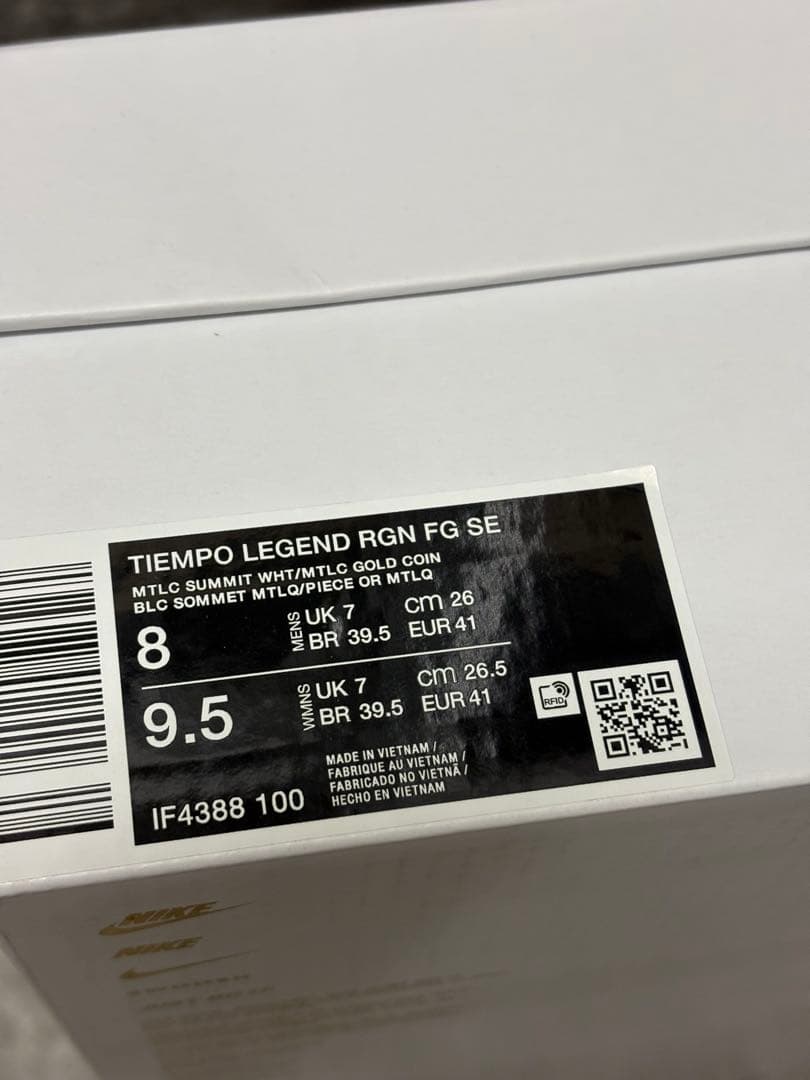 TIEMPO LEGEND RGN FG SE
MTLC SUMMIT WHT/MTLC GOLD COIN
BLC SOMMET MTLQ/PIECE OR MTLQ
8 MENS UK 7 cm 26
BR 39.5 EUR 41
9.5 WMNS UK 7 cm 26.5
BR 39.5 EUR 41
RFID
MADE IN VIETNAM /
FABRIQUE AU VIETNAM /
FABRICADO NO VIETNÃ /
HECHO EN VIETNAM
IF4388 100
NIKE
NIKE